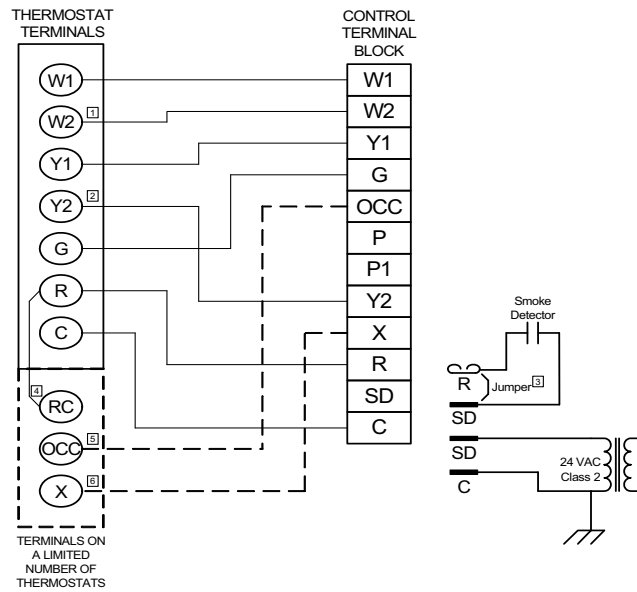 THERMOSTAT
TERMINALS
W1
W2 1
Y1
Y2 2
G
R
C
4 RC
OCC 5
X 6
TERMINALS ON
A LIMITED
NUMBER OF
THERMOSTATS
CONTROL
TERMINAL
BLOCK
W1
W2
Y1
G
OCC
P
P1
Y2
X
R
SD
C
Smoke
Detector
R
Jumper 3
SD
SD
24 VAC
Class 2
C